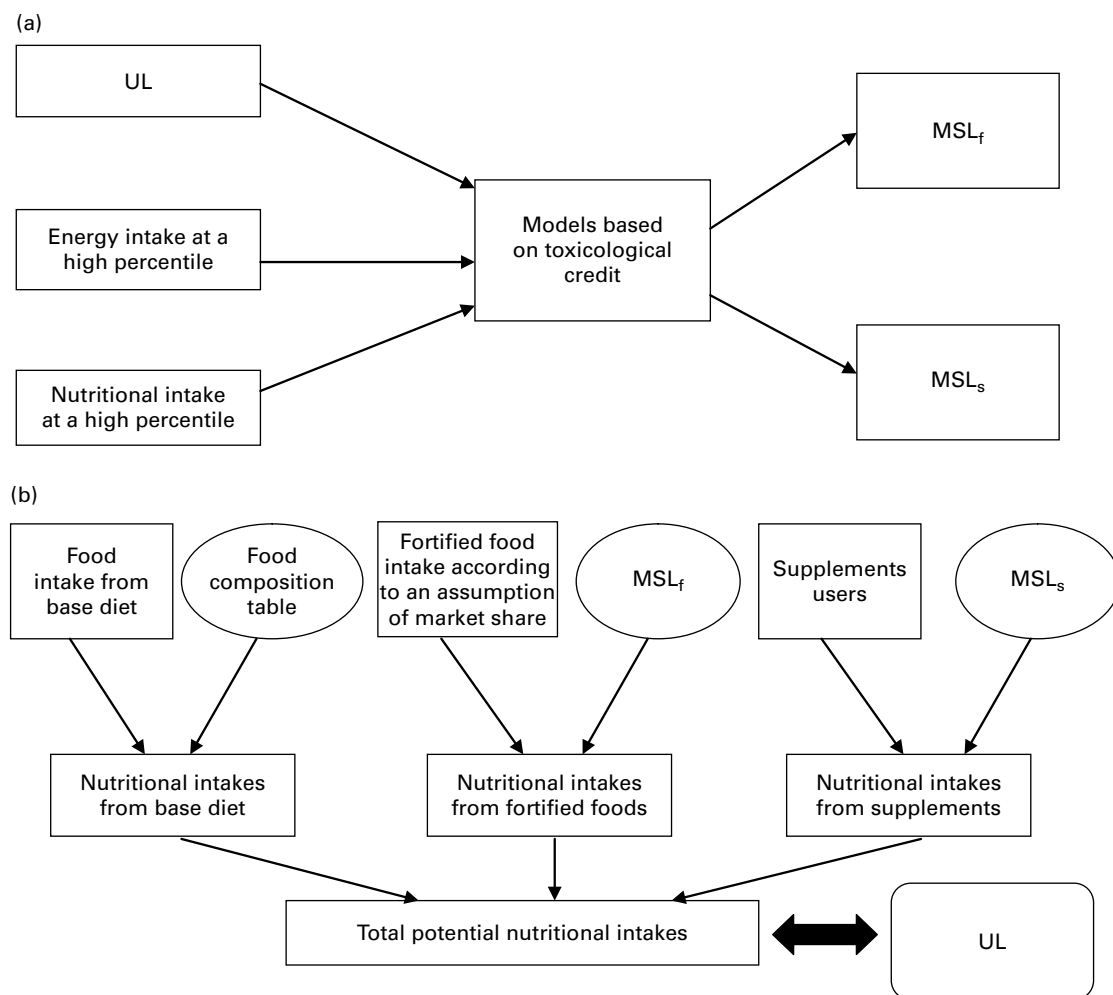 (a)
UL
Energy intake at a
high percentile
Nutritional intake
at a high percentile
Models based
on toxicological
credit
MSLf
MSLs
(b)
Food
intake from
base diet
Food
composition
table
Fortified food
intake according
to an assumption
of market share
MSLf
Supplements
users
MSLs
Nutritional intakes
from base diet
Nutritional intakes
from fortified foods
Nutritional intakes
from supplements
Total potential nutritional intakes
UL